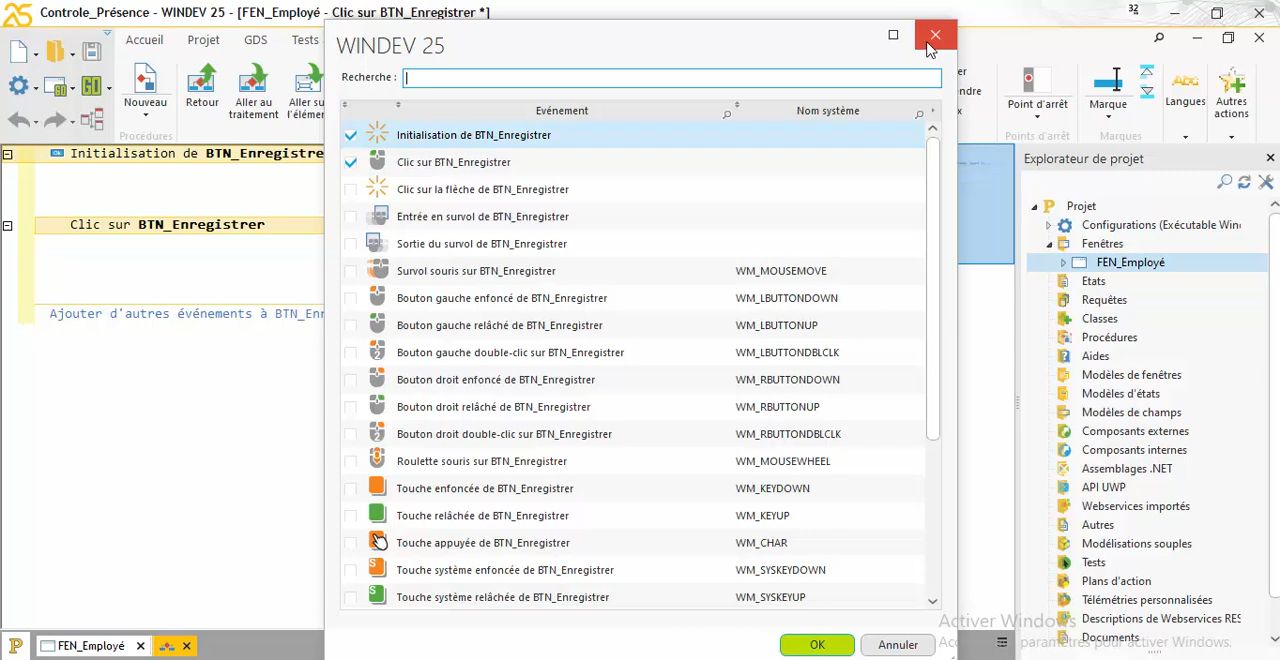 Controle_Présence - WINDEV 25 - [FEN_Employé - Clic sur BTN_Enregistrer *]
Accueil
Projet
GDS
Tests
Nouveau
Retour
Aller au
traitement
Aller su
l'élémen
Procédures
Point d'arrêt
Points d'arrêt
Marque
Marques
Langues
Autres
actions
WINDEV 25
Recherche :
Evénement
Nom système
Initialisation de BTN_Enregistrer
Clic sur BTN_Enregistrer
Clic sur la flèche de BTN_Enregistrer
Entrée en survol de BTN_Enregistrer
Sortie du survol de BTN_Enregistrer
Survol souris sur BTN_Enregistrer WM_MOUSEMOVE
Bouton gauche enfoncé de BTN_Enregistrer WM_LBUTTONDOWN
Bouton gauche relâché de BTN_Enregistrer WM_LBUTTONUP
Bouton gauche double-clic sur BTN_Enregistrer WM_LBUTTONDBLCLK
Bouton droit enfoncé de BTN_Enregistrer WM_RBUTTONDOWN
Bouton droit relâché de BTN_Enregistrer WM_RBUTTONUP
Bouton droit double-clic sur BTN_Enregistrer WM_RBUTTONDBLCLK
Roulette souris sur BTN_Enregistrer WM_MOUSEWHEEL
Touche enfoncée de BTN_Enregistrer WM_KEYDOWN
Touche relâchée de BTN_Enregistrer WM_KEYUP
Touche appuyée de BTN_Enregistrer WM_CHAR
Touche système enfoncée de BTN_Enregistrer WM_SYSKEYDOWN
Touche système relâchée de BTN_Enregistrer WM_SYSKEYUP
OK
Annuler
Initialisation de BTN_Enregistre
Clic sur BTN_Enregistrer
Ajouter d'autres événements à BTN_Enr
Explorateur de projet
Projet
Configurations (Exécutable Wind
Fenêtres
FEN_Employé
Etats
Requêtes
Classes
Procédures
Aides
Modèles de fenêtres
Modèles d'états
Modèles de champs
Composants externes
Composants internes
Assemblages .NET
API UWP
Webservices importés
Autres
Modélisations souples
Tests
Plans d'action
Télémétries personnalisées
Descriptions de Webservices RES
Documents
FEN_Employé
Activer Windows
paramètres pour activer Windows.